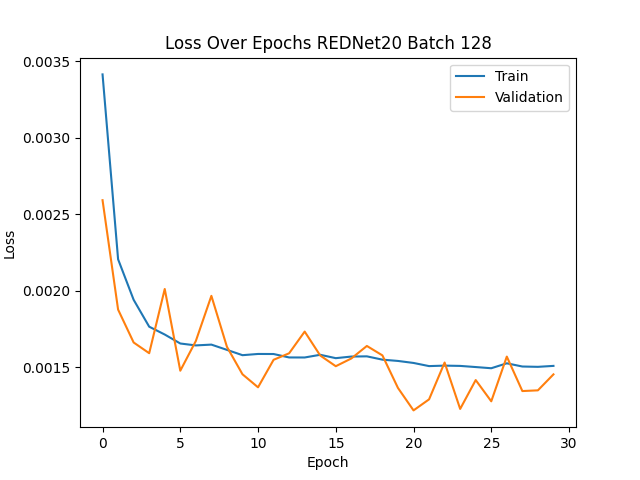 Loss Over Epochs REDNet20 Batch 128
Train
Validation
0.0035
0.0030
0.0025
0.0020
0.0015
Loss
0 5 10 15 20 25 30
Epoch